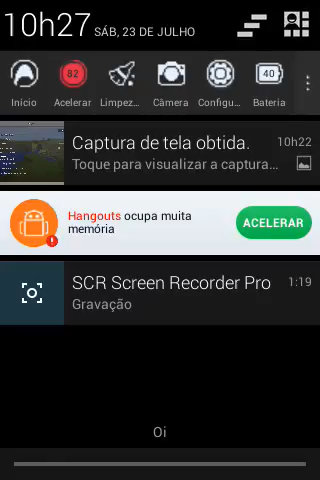 10h27 SÁB, 23 DE JULHO
82
40
Início Acelerar Limpez... Câmera Configu... Bateria
Captura de tela obtida. 10h22
Toque para visualizar a captura...
Hangouts ocupa muita
memória
ACELERAR
SCR Screen Recorder Pro 1:19
Gravação
Oi